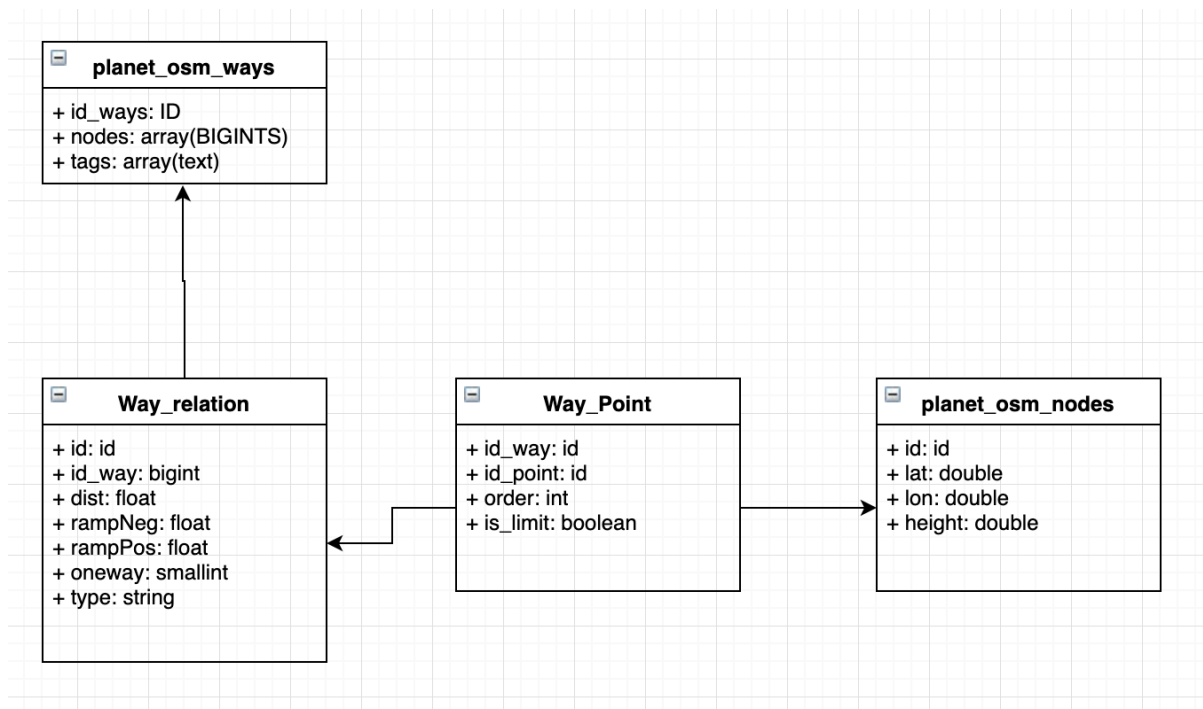 planet_osm_ways
+ id_ways: ID
+ nodes: array(BIGINTS)
+ tags: array(text)
Way_relation
+ id: id
+ id_way: bigint
+ dist: float
+ rampNeg: float
+ rampPos: float
+ oneway: smallint
+ type: string
Way_Point
+ id_way: id
+ id_point: id
+ order: int
+ is_limit: boolean
planet_osm_nodes
+ id: id
+ lat: double
+ lon: double
+ height: double